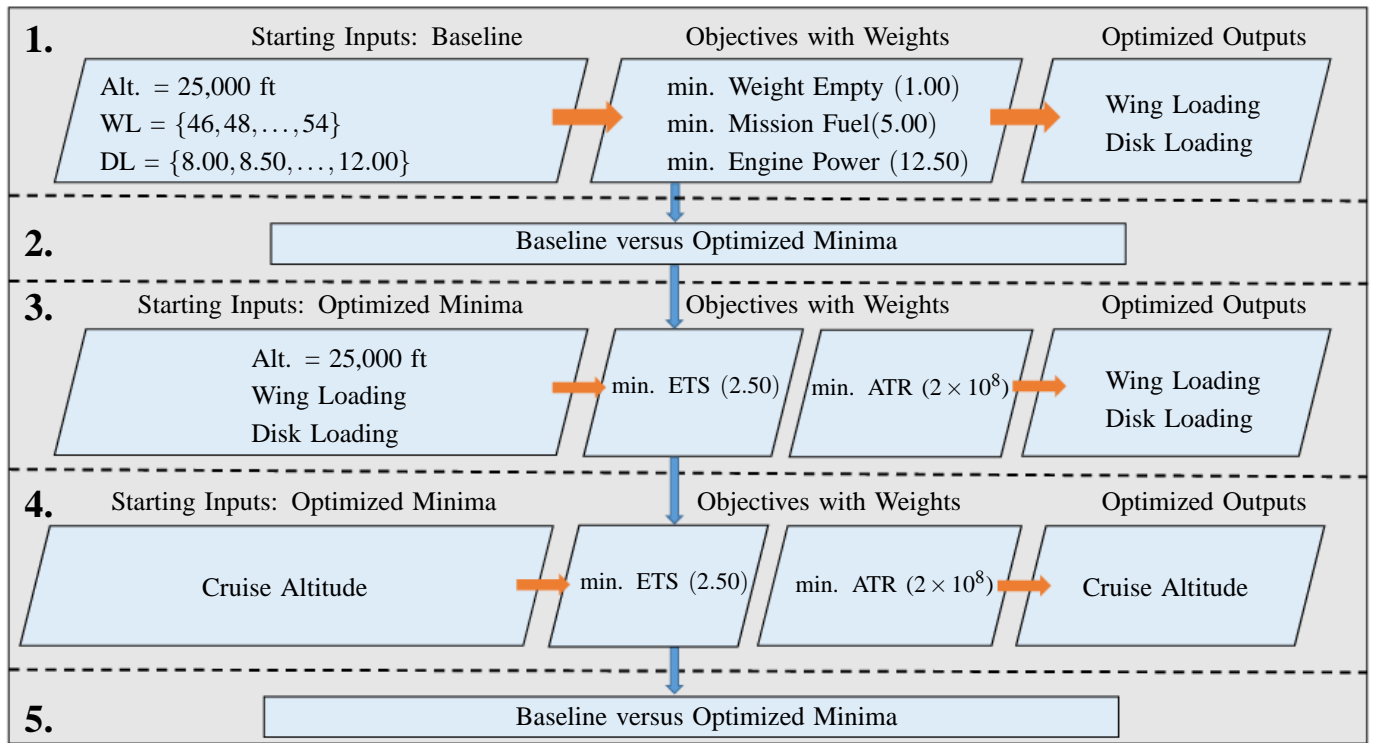 1.
Starting Inputs: Baseline
Objectives with Weights
Optimized Outputs
Alt. = 25,000 ft
WL = {46,48,...,54}
DL = {8.00,8.50,...,12.00}
min. Weight Empty (1.00)
min. Mission Fuel(5.00)
min. Engine Power (12.50)
Wing Loading
Disk Loading
2.
Baseline versus Optimized Minima
3.
Starting Inputs: Optimized Minima
Objectives with Weights
Optimized Outputs
Alt. = 25,000 ft
Wing Loading
Disk Loading
min. ETS (2.50)
min. ATR (2 × 10⁸)
Wing Loading
Disk Loading
4.
Starting Inputs: Optimized Minima
Objectives with Weights
Optimized Outputs
Cruise Altitude
min. ETS (2.50)
min. ATR (2 × 10⁸)
Cruise Altitude
5.
Baseline versus Optimized Minima